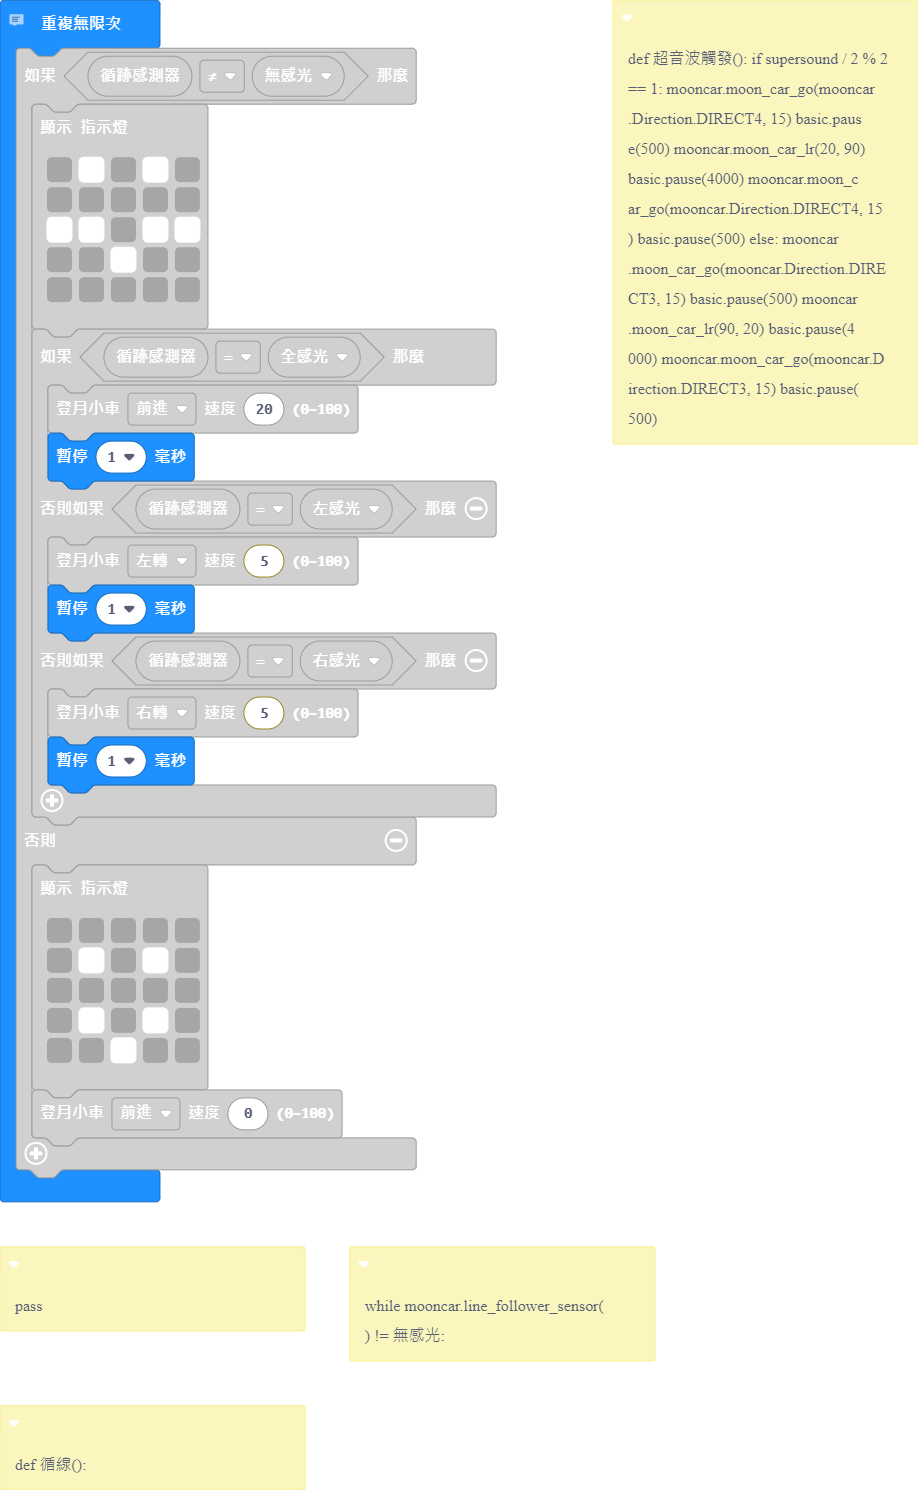 重複無限次
如果 循跡感測器 ≠ 無感光 那麼
顯示 指示燈
如果 循跡感測器 = 全感光 那麼
登月小車 前進 速度 20 (0~100)
暫停 1 毫秒
否則如果 循跡感測器 = 左感光 那麼
登月小車 左轉 速度 5 (0~100)
暫停 1 毫秒
否則如果 循跡感測器 = 右感光 那麼
登月小車 右轉 速度 5 (0~100)
暫停 1 毫秒
否則
顯示 指示燈
登月小車 前進 速度 0 (0~100)
def 超音波觸發(): if supersound / 2 % 2
== 1: mooncar.moon_car_go(mooncar
.Direction.DIRECT4, 15) basic.paus
e(500) mooncar.moon_car_lr(20, 90)
basic.pause(4000) mooncar.moon_c
ar_go(mooncar.Direction.DIRECT4, 15
) basic.pause(500) else: mooncar
.moon_car_go(mooncar.Direction.DIRE
CT3, 15) basic.pause(500) mooncar
.moon_car_lr(90, 20) basic.pause(4
000) mooncar.moon_car_go(mooncar.D
irection.DIRECT3, 15) basic.pause(
500)
pass
while mooncar.line_follower_sensor(
) != 無感光:
def 循線():